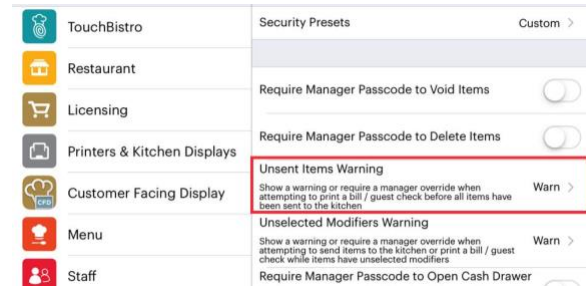 TouchBistro
Restaurant
Licensing
Printers & Kitchen Displays
CFD
Customer Facing Display
Menu
Staff
Security Presets
Custom >
Require Manager Passcode to Void Items
Require Manager Passcode to Delete Items
Unsent Items Warning
Show a warning or require a manager override when
attempting to print a bill / guest check before all items have
been sent to the kitchen
Warn >
Unselected Modifiers Warning
Show a warning or require a manager override when
attempting to send items to the kitchen or print a bill / guest
check while items have unselected modifiers
Warn >
Require Manager Passcode to Open Cash Drawer